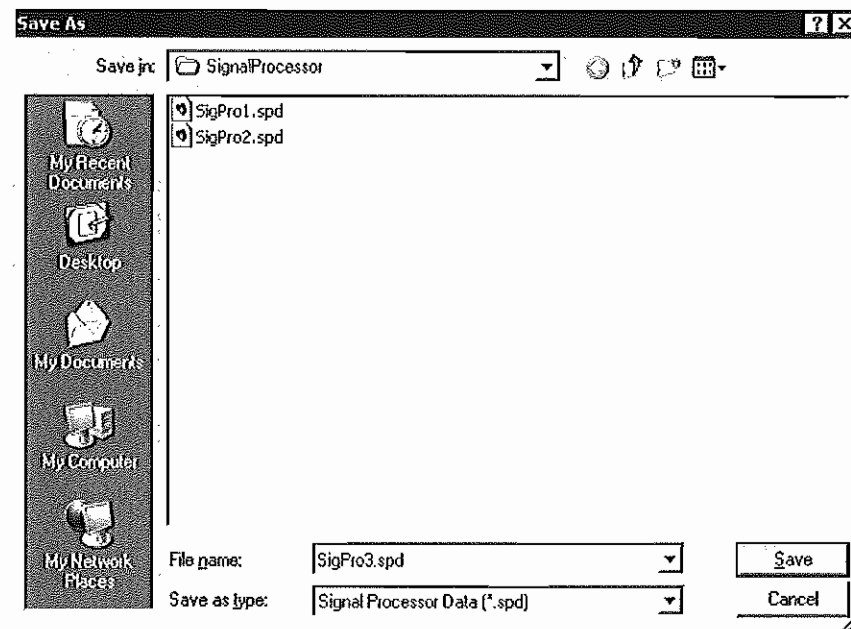 Save As
Save in: SignalProcessor
SigPro1.spd
SigPro2.spd
My Recent
Documents
Desktop
My Documents
My Computer
My Network
Places
File name: SigPro3.spd Save
Save as type: Signal Processor Data (*.spd) Cancel